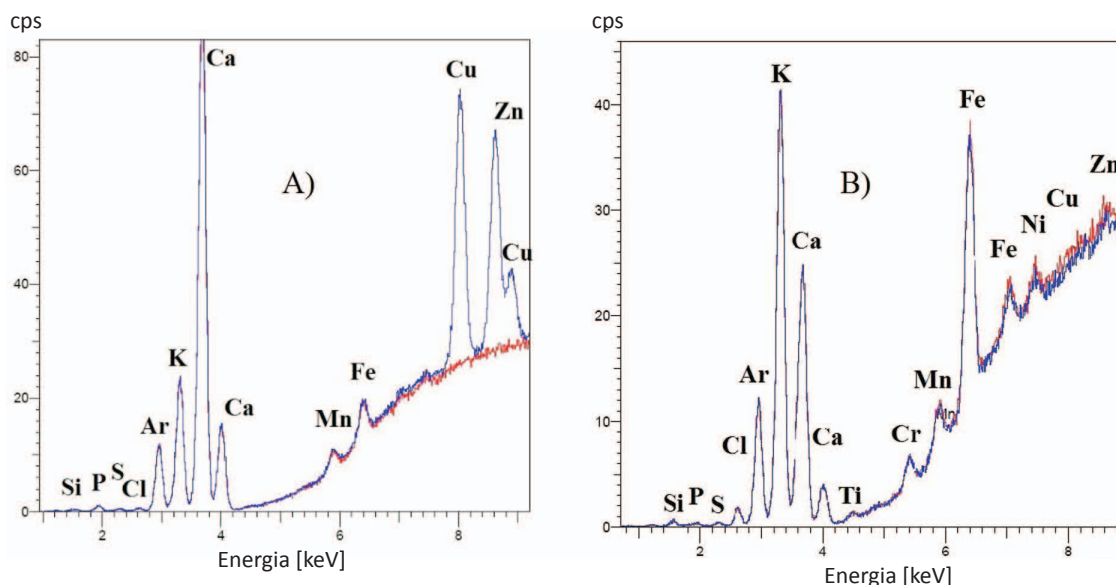 cps
80
60
40
20
0
2 4 6 8
Energia [keV]
A)
Si
P
S
Cl
Ar
K
Ca
Ca
Mn
Fe
Cu
Zn
Cu
cps
40
30
20
10
0
2 4 6 8
Energia [keV]
B)
Si
P
S
Cl
Ar
K
Ca
Ca
Ti
Cr
Mn
Mn
Fe
Fe
Ni
Cu
Zn